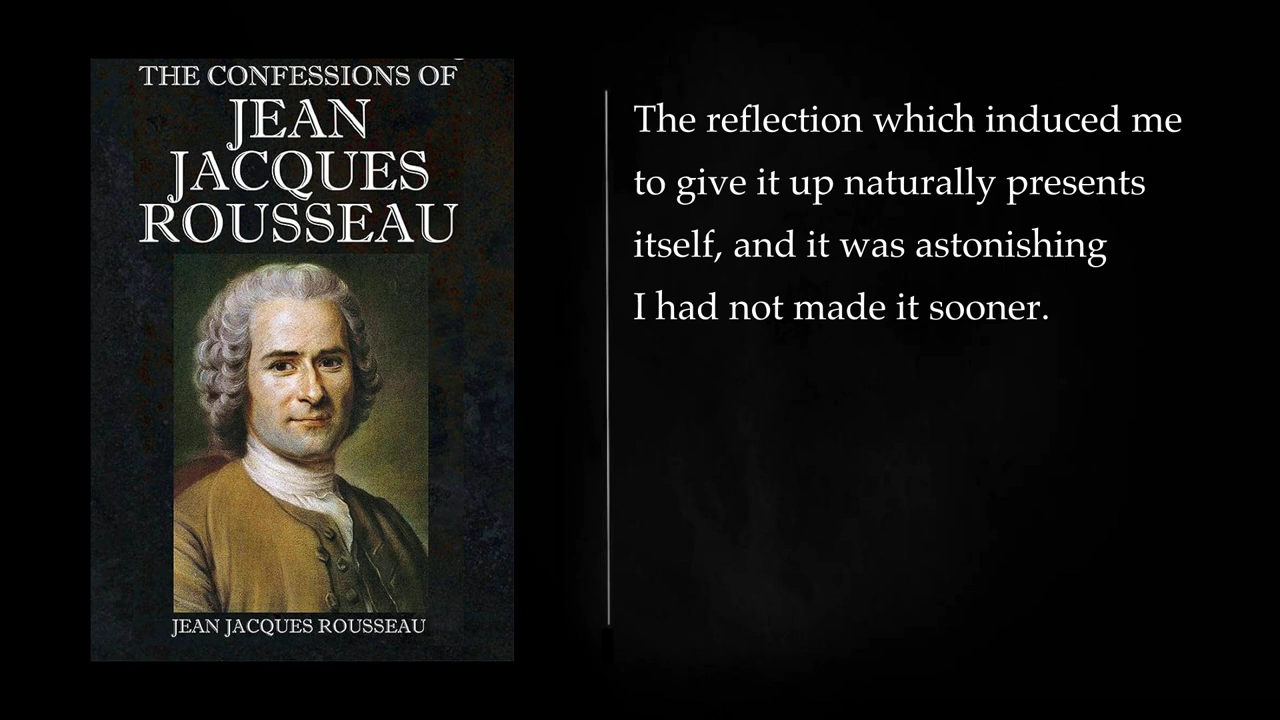 THE CONFESSIONS OF
JEAN
JACQUES
ROUSSEAU
JEAN JACQUES ROUSSEAU
The reflection which induced me
to give it up naturally presents
itself, and it was astonishing
I had not made it sooner.